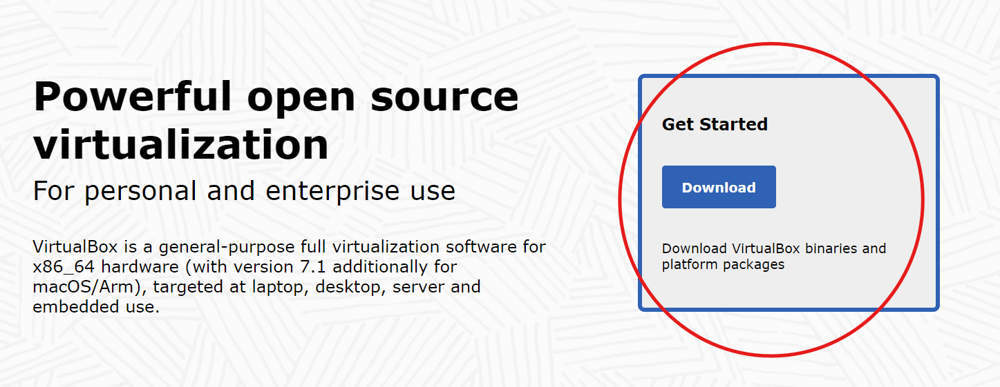 Powerful open source
virtualization
For personal and enterprise use
VirtualBox is a general-purpose full virtualization software for
x86_64 hardware (with version 7.1 additionally for
macOS/Arm), targeted at laptop, desktop, server and
embedded use.
Get Started
Download
Download VirtualBox binaries and
platform packages